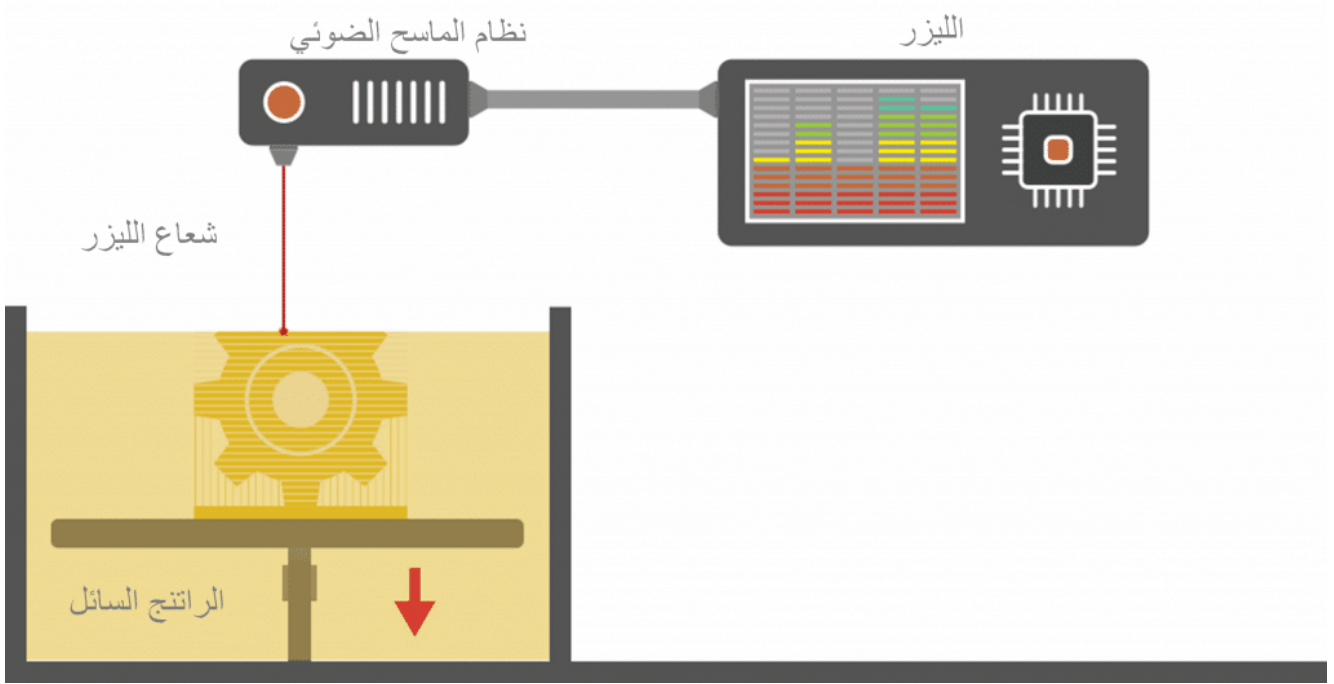 الليزر
نظام الماسح الضوئي
شعاع الليزر
الراتنج السائل